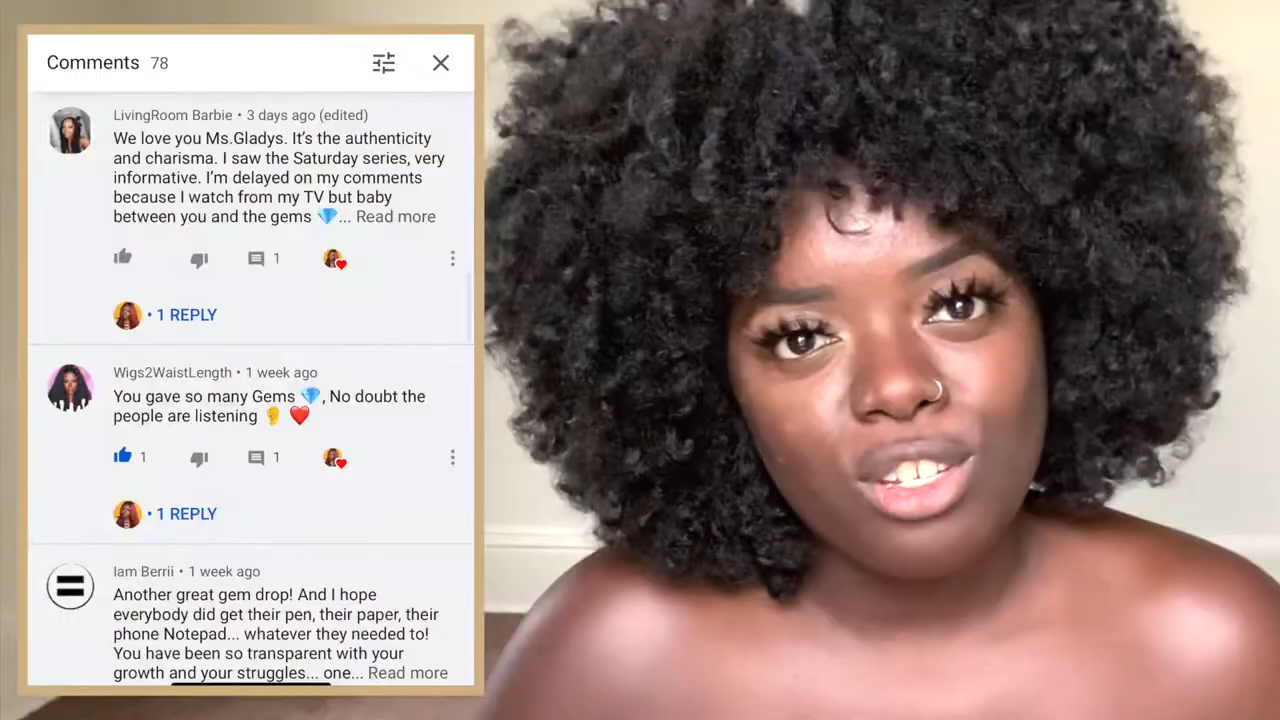 Comments 78
LivingRoom Barbie • 3 days ago (edited)
We love you Ms.Gladys. It's the authenticity
and charisma. I saw the Saturday series, very
informative. I'm delayed on my comments
because I watch from my TV but baby
between you and the gems 💎... Read more
1
• 1 REPLY
Wigs2WaistLength • 1 week ago
You gave so many Gems 💎, No doubt the
people are listening 👂 ❤️
1 1
• 1 REPLY
Iam Berrii • 1 week ago
Another great gem drop! And I hope
everybody did get their pen, their paper, their
phone Notepad... whatever they needed to!
You have been so transparent with your
growth and your struggles... one... Read more